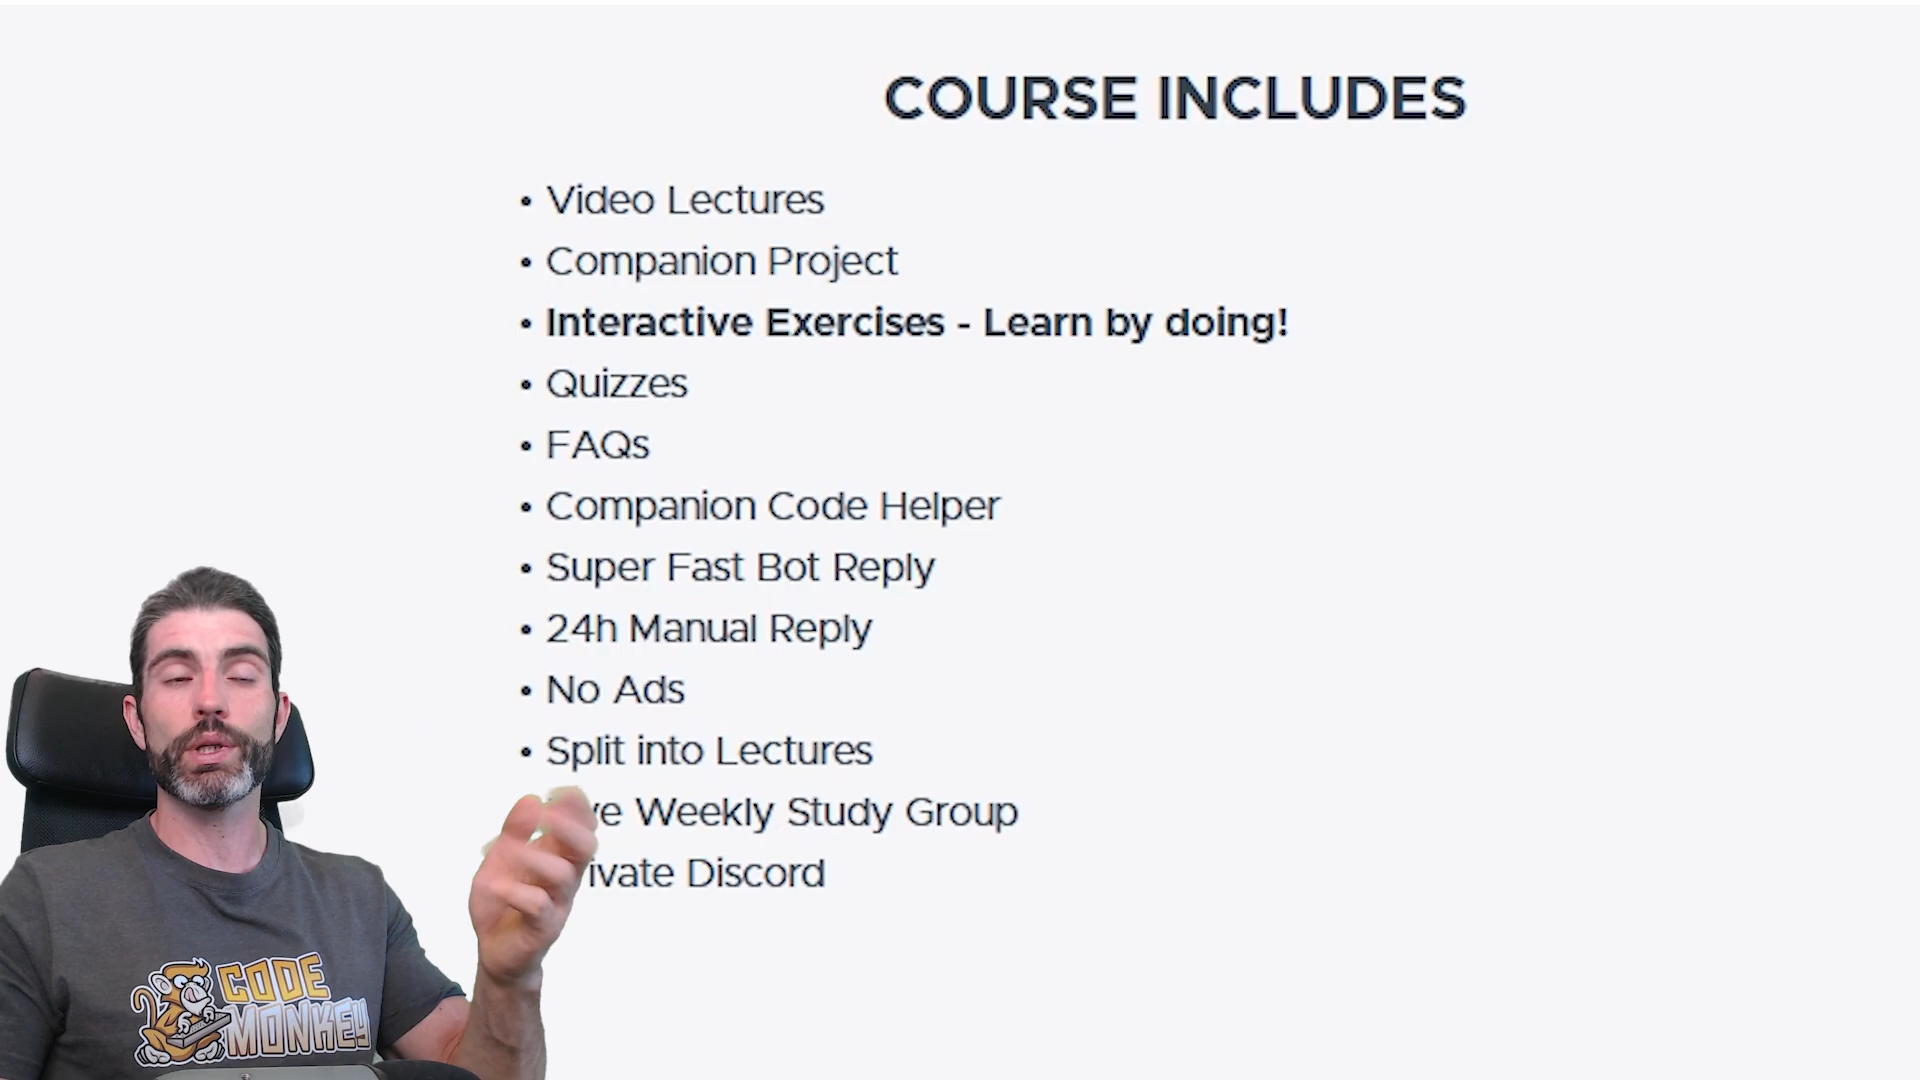 COURSE INCLUDES
• Video Lectures
• Companion Project
• Interactive Exercises - Learn by doing!
• Quizzes
• FAQs
• Companion Code Helper
• Super Fast Bot Reply
• 24h Manual Reply
• No Ads
• Split into Lectures
Weekly Study Group
Discord
CODE
MONKEY